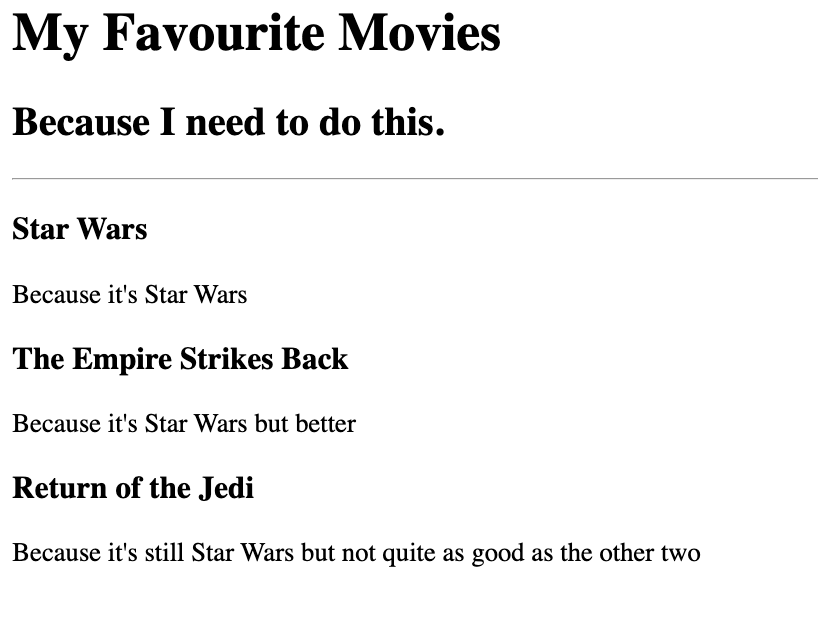 My Favourite Movies
Because I need to do this.
Star Wars
Because it's Star Wars
The Empire Strikes Back
Because it's Star Wars but better
Return of the Jedi
Because it's still Star Wars but not quite as good as the other two